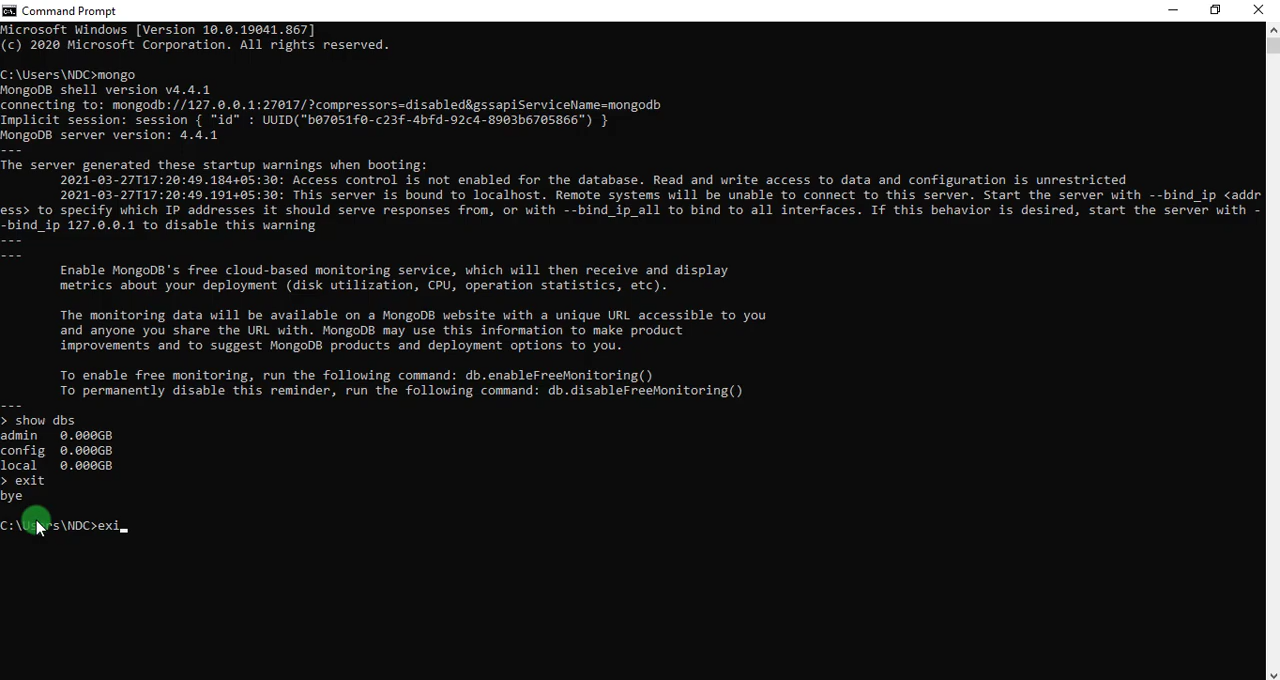 Command Prompt
Microsoft Windows [Version 10.0.19041.867]
(c) 2020 Microsoft Corporation. All rights reserved.
C:\Users\NDC>mongo
MongoDB shell version v4.4.1
connecting to: mongodb://127.0.0.1:27017/?compressors=disabled&gssapiServiceName=mongodb
Implicit session: session { "id" : UUID("b07051f0-c23f-4bfd-92c4-8903b6705866") }
MongoDB server version: 4.4.1
---
The server generated these startup warnings when booting:
2021-03-27T17:20:49.184+05:30: Access control is not enabled for the database. Read and write access to data and configuration is unrestricted
2021-03-27T17:20:49.191+05:30: This server is bound to localhost. Remote systems will be unable to connect to this server. Start the server with --bind_ip <addr
ess> to specify which IP addresses it should serve responses from, or with --bind_ip_all to bind to all interfaces. If this behavior is desired, start the server with -
-bind_ip 127.0.0.1 to disable this warning
---
---
Enable MongoDB's free cloud-based monitoring service, which will then receive and display
metrics about your deployment (disk utilization, CPU, operation statistics, etc).
The monitoring data will be available on a MongoDB website with a unique URL accessible to you
and anyone you share the URL with. MongoDB may use this information to make product
improvements and to suggest MongoDB products and deployment options to you.
To enable free monitoring, run the following command: db.enableFreeMonitoring()
To permanently disable this reminder, run the following command: db.disableFreeMonitoring()
---
> show dbs
admin   0.000GB
config  0.000GB
local   0.000GB
> exit
bye
C:\Users\NDC>exi_